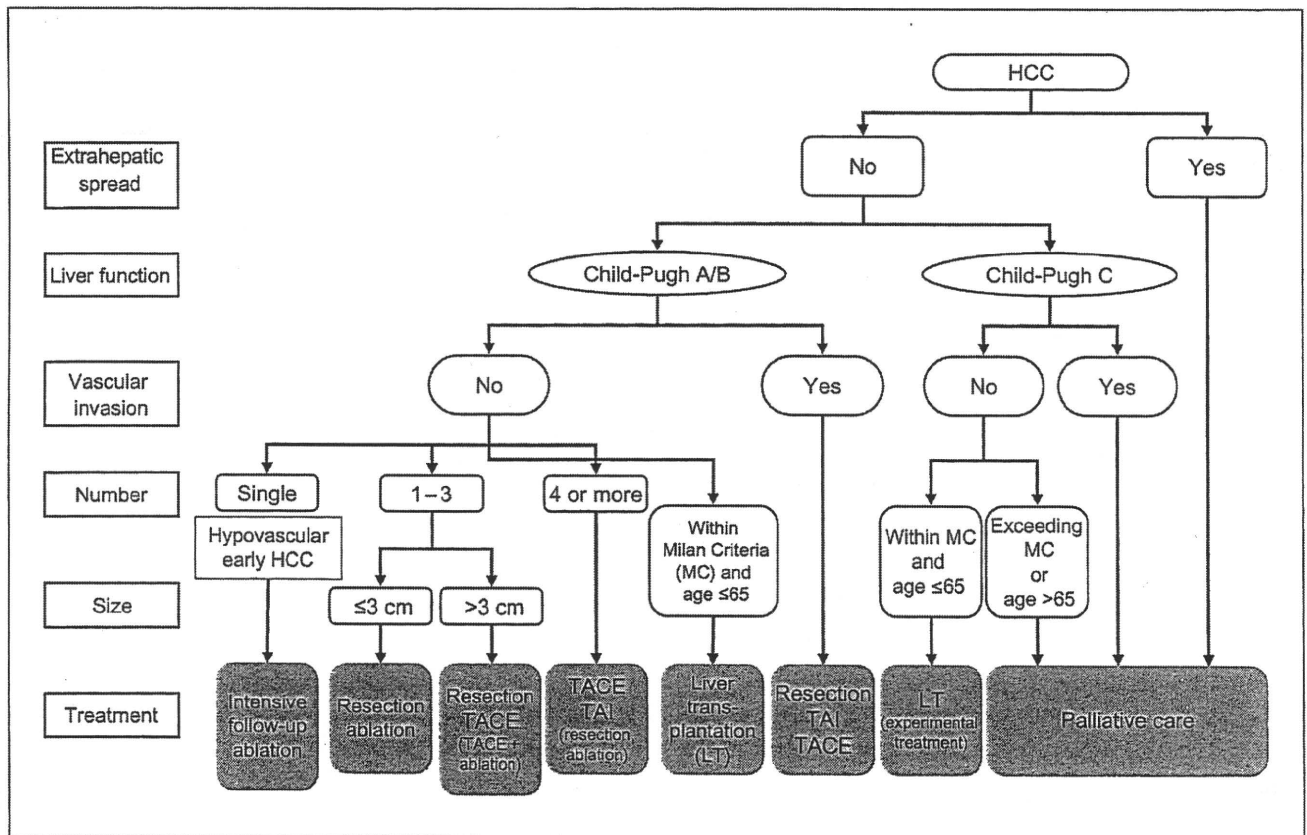 HCC
Extrahepatic
spread
No
Yes
Liver function
Child-Pugh A/B
Child-Pugh C
Vascular
invasion
No
Yes
No
Yes
Number
Single
1–3
4 or more
Hypovascular
early HCC
Within
Milan Criteria
(MC) and
age ≤65
Within MC
and
age ≤65
Exceeding
MC
or
age >65
Size
≤3 cm
>3 cm
Treatment
Intensive
follow-up
ablation
Resection
ablation
Resection
TACE
(TACE+
ablation)
TACE
TAI
(resection
ablation)
Liver
trans-
plantation
(LT)
Resection
TAI
TACE
LT
(experimental
treatment)
Palliative care